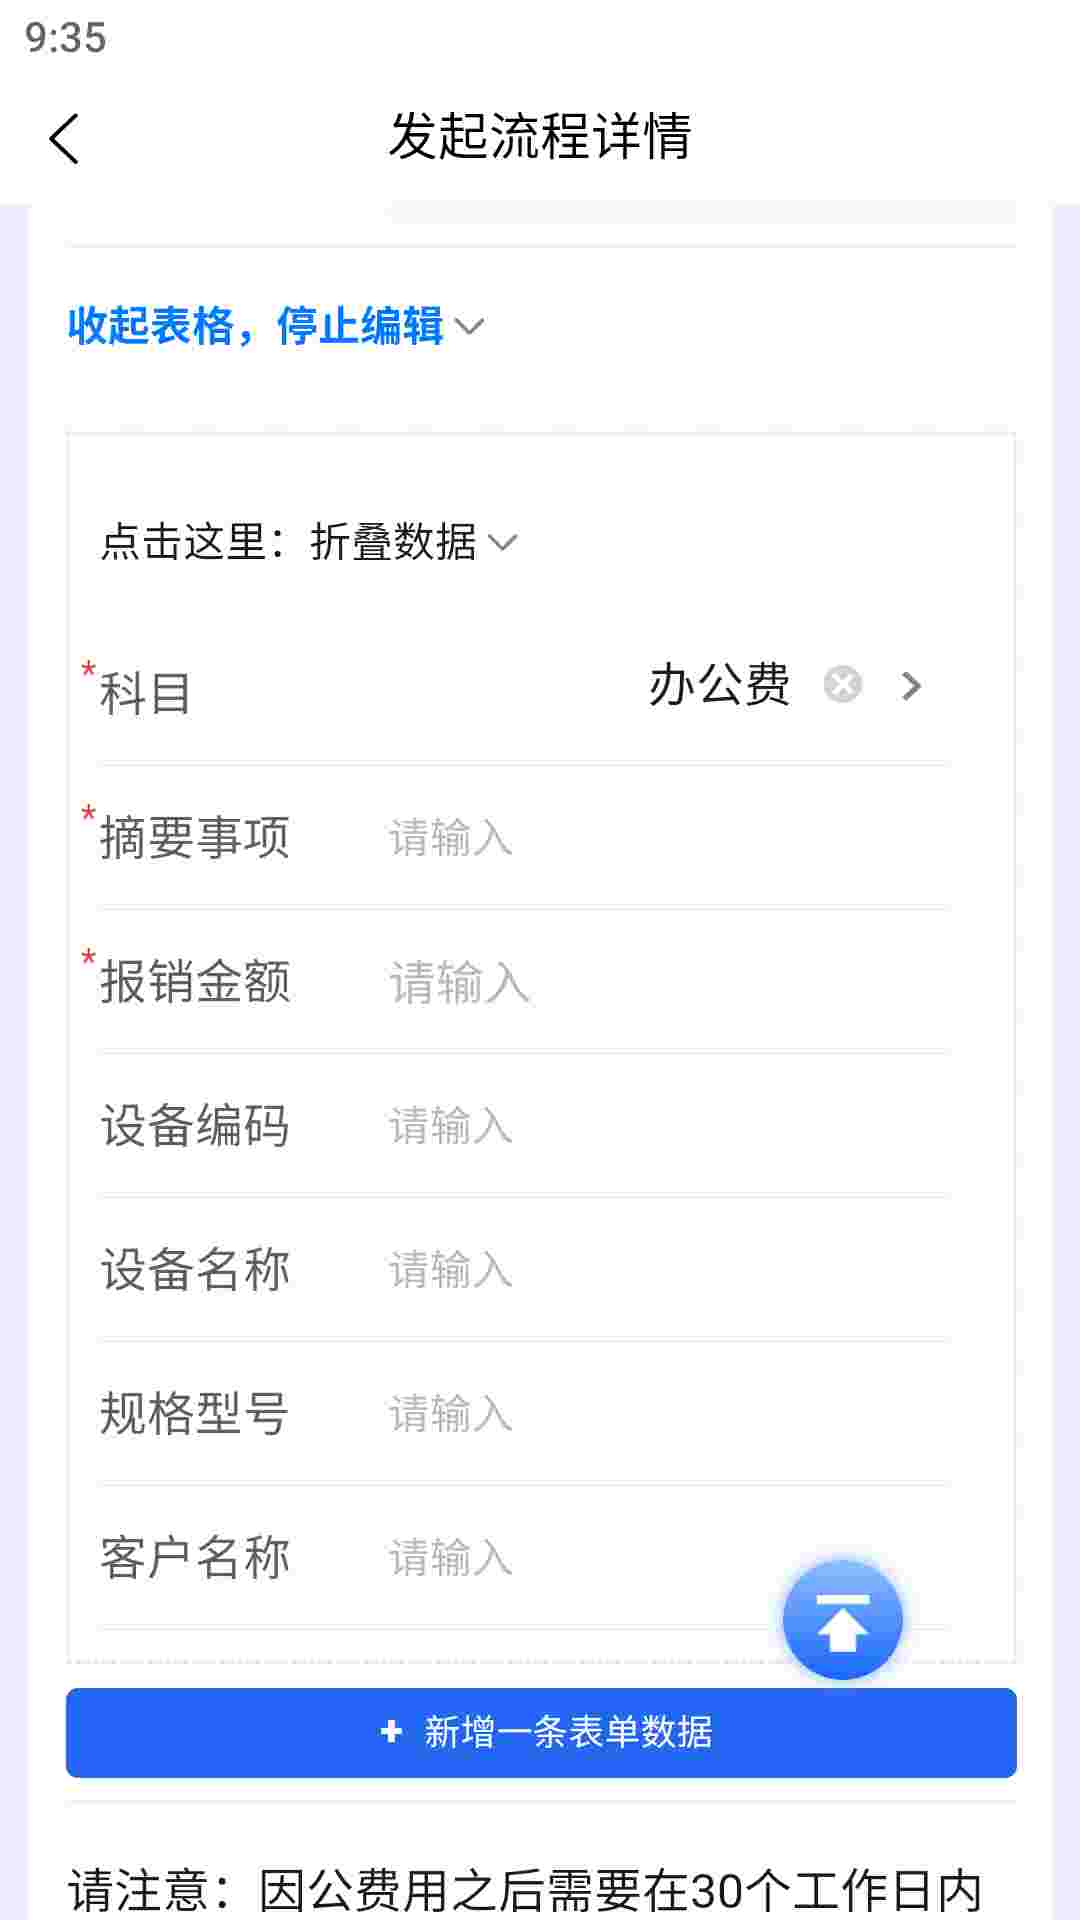 9:35
发起流程详情
收起表格，停止编辑
点击这里：折叠数据
*科目 办公费
*摘要事项 请输入
*报销金额 请输入
设备编码 请输入
设备名称 请输入
规格型号 请输入
客户名称 请输入
+ 新增一条表单数据
请注意：因公费用之后需要在30个工作日内